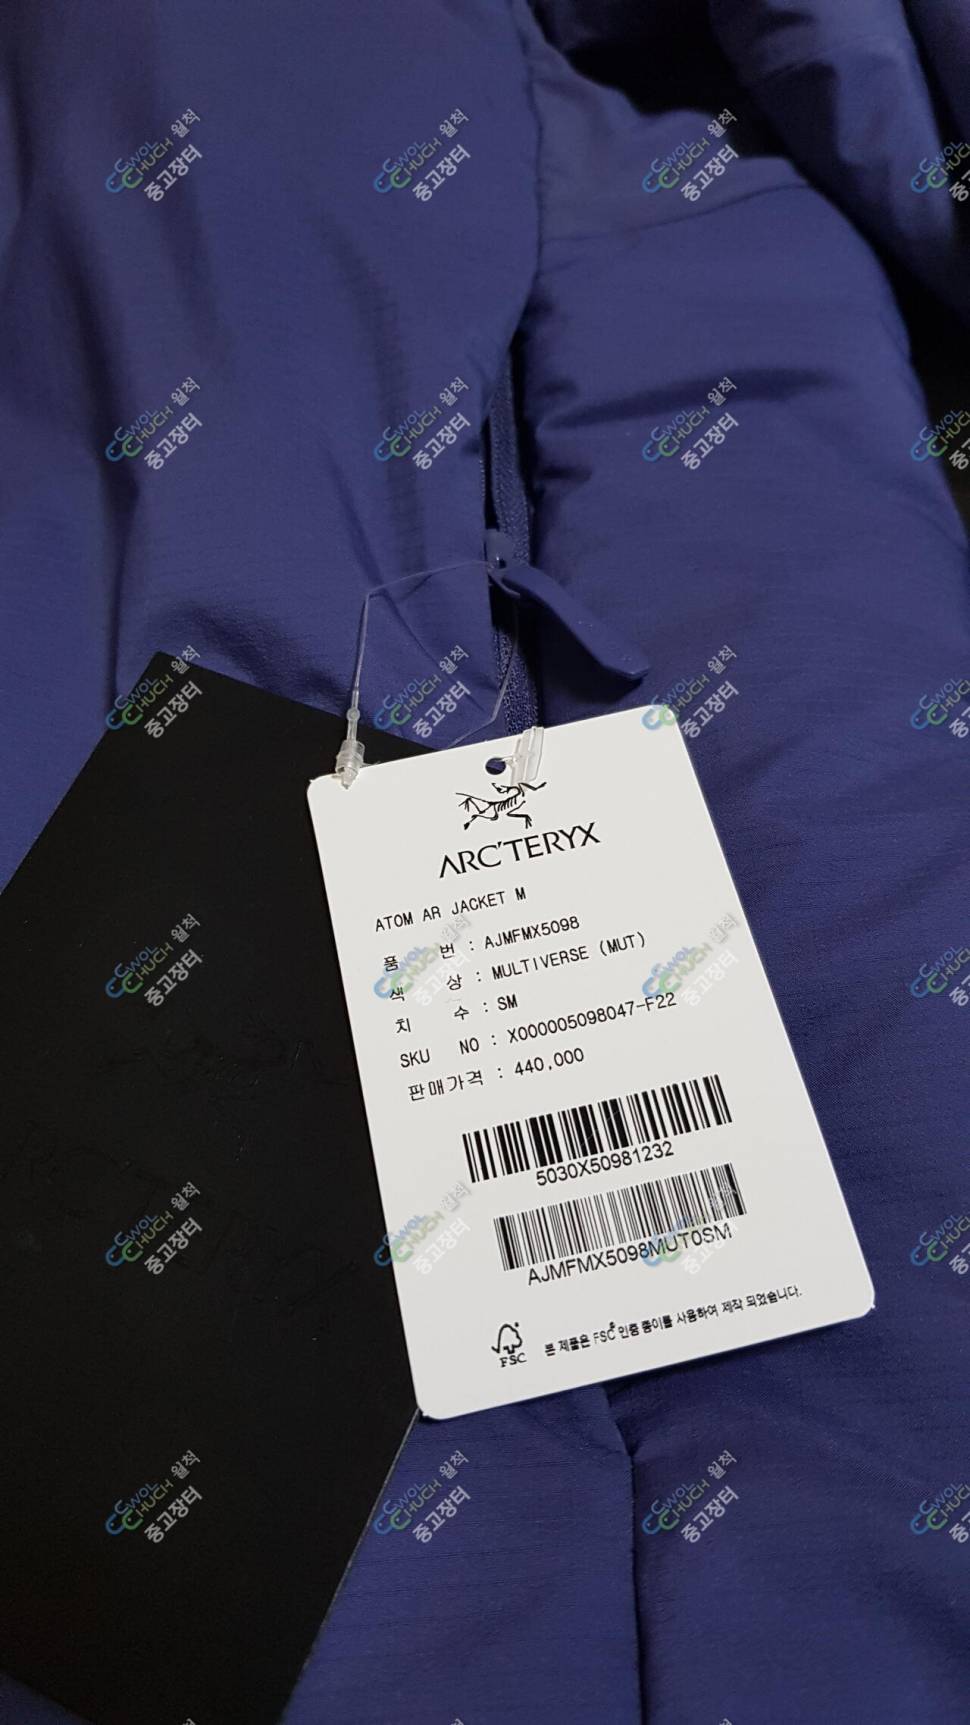 ARC'TERYX
ATOM AR JACKET M
품 번 : AJMFMX5098
색 상 : MULTIVERSE (MUT)
치 수 : SM
SKU NO : X000005098047-F22
판매가격 : 440,000
5030X50981232
AJMFMX5098MUT0SM
FSC
본 제품은 FSC® 인증 종이를 사용하여 제작 되었습니다.
CWOL
CHUCH 월척
중고장터